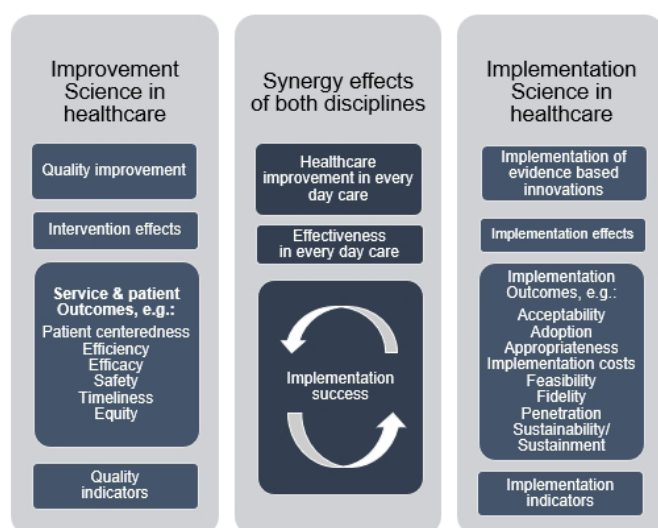 Improvement
Science in
healthcare
Quality improvement
Intervention effects
Service & patient
Outcomes, e.g.:
Patient centeredness
Efficiency
Efficacy
Safety
Timeliness
Equity
Quality
indicators
Synergy effects
of both disciplines
Healthcare
improvement in every
day care
Effectiveness
in every day care
Implementation
success
Implementation
Science in
healthcare
Implementation of
evidence based
innovations
Implementation effects
Implementation
Outcomes, e.g.:
Acceptability
Adoption
Appropriateness
Implementation costs
Feasibility
Fidelity
Penetration
Sustainability/
Sustainment
Implementation
indicators